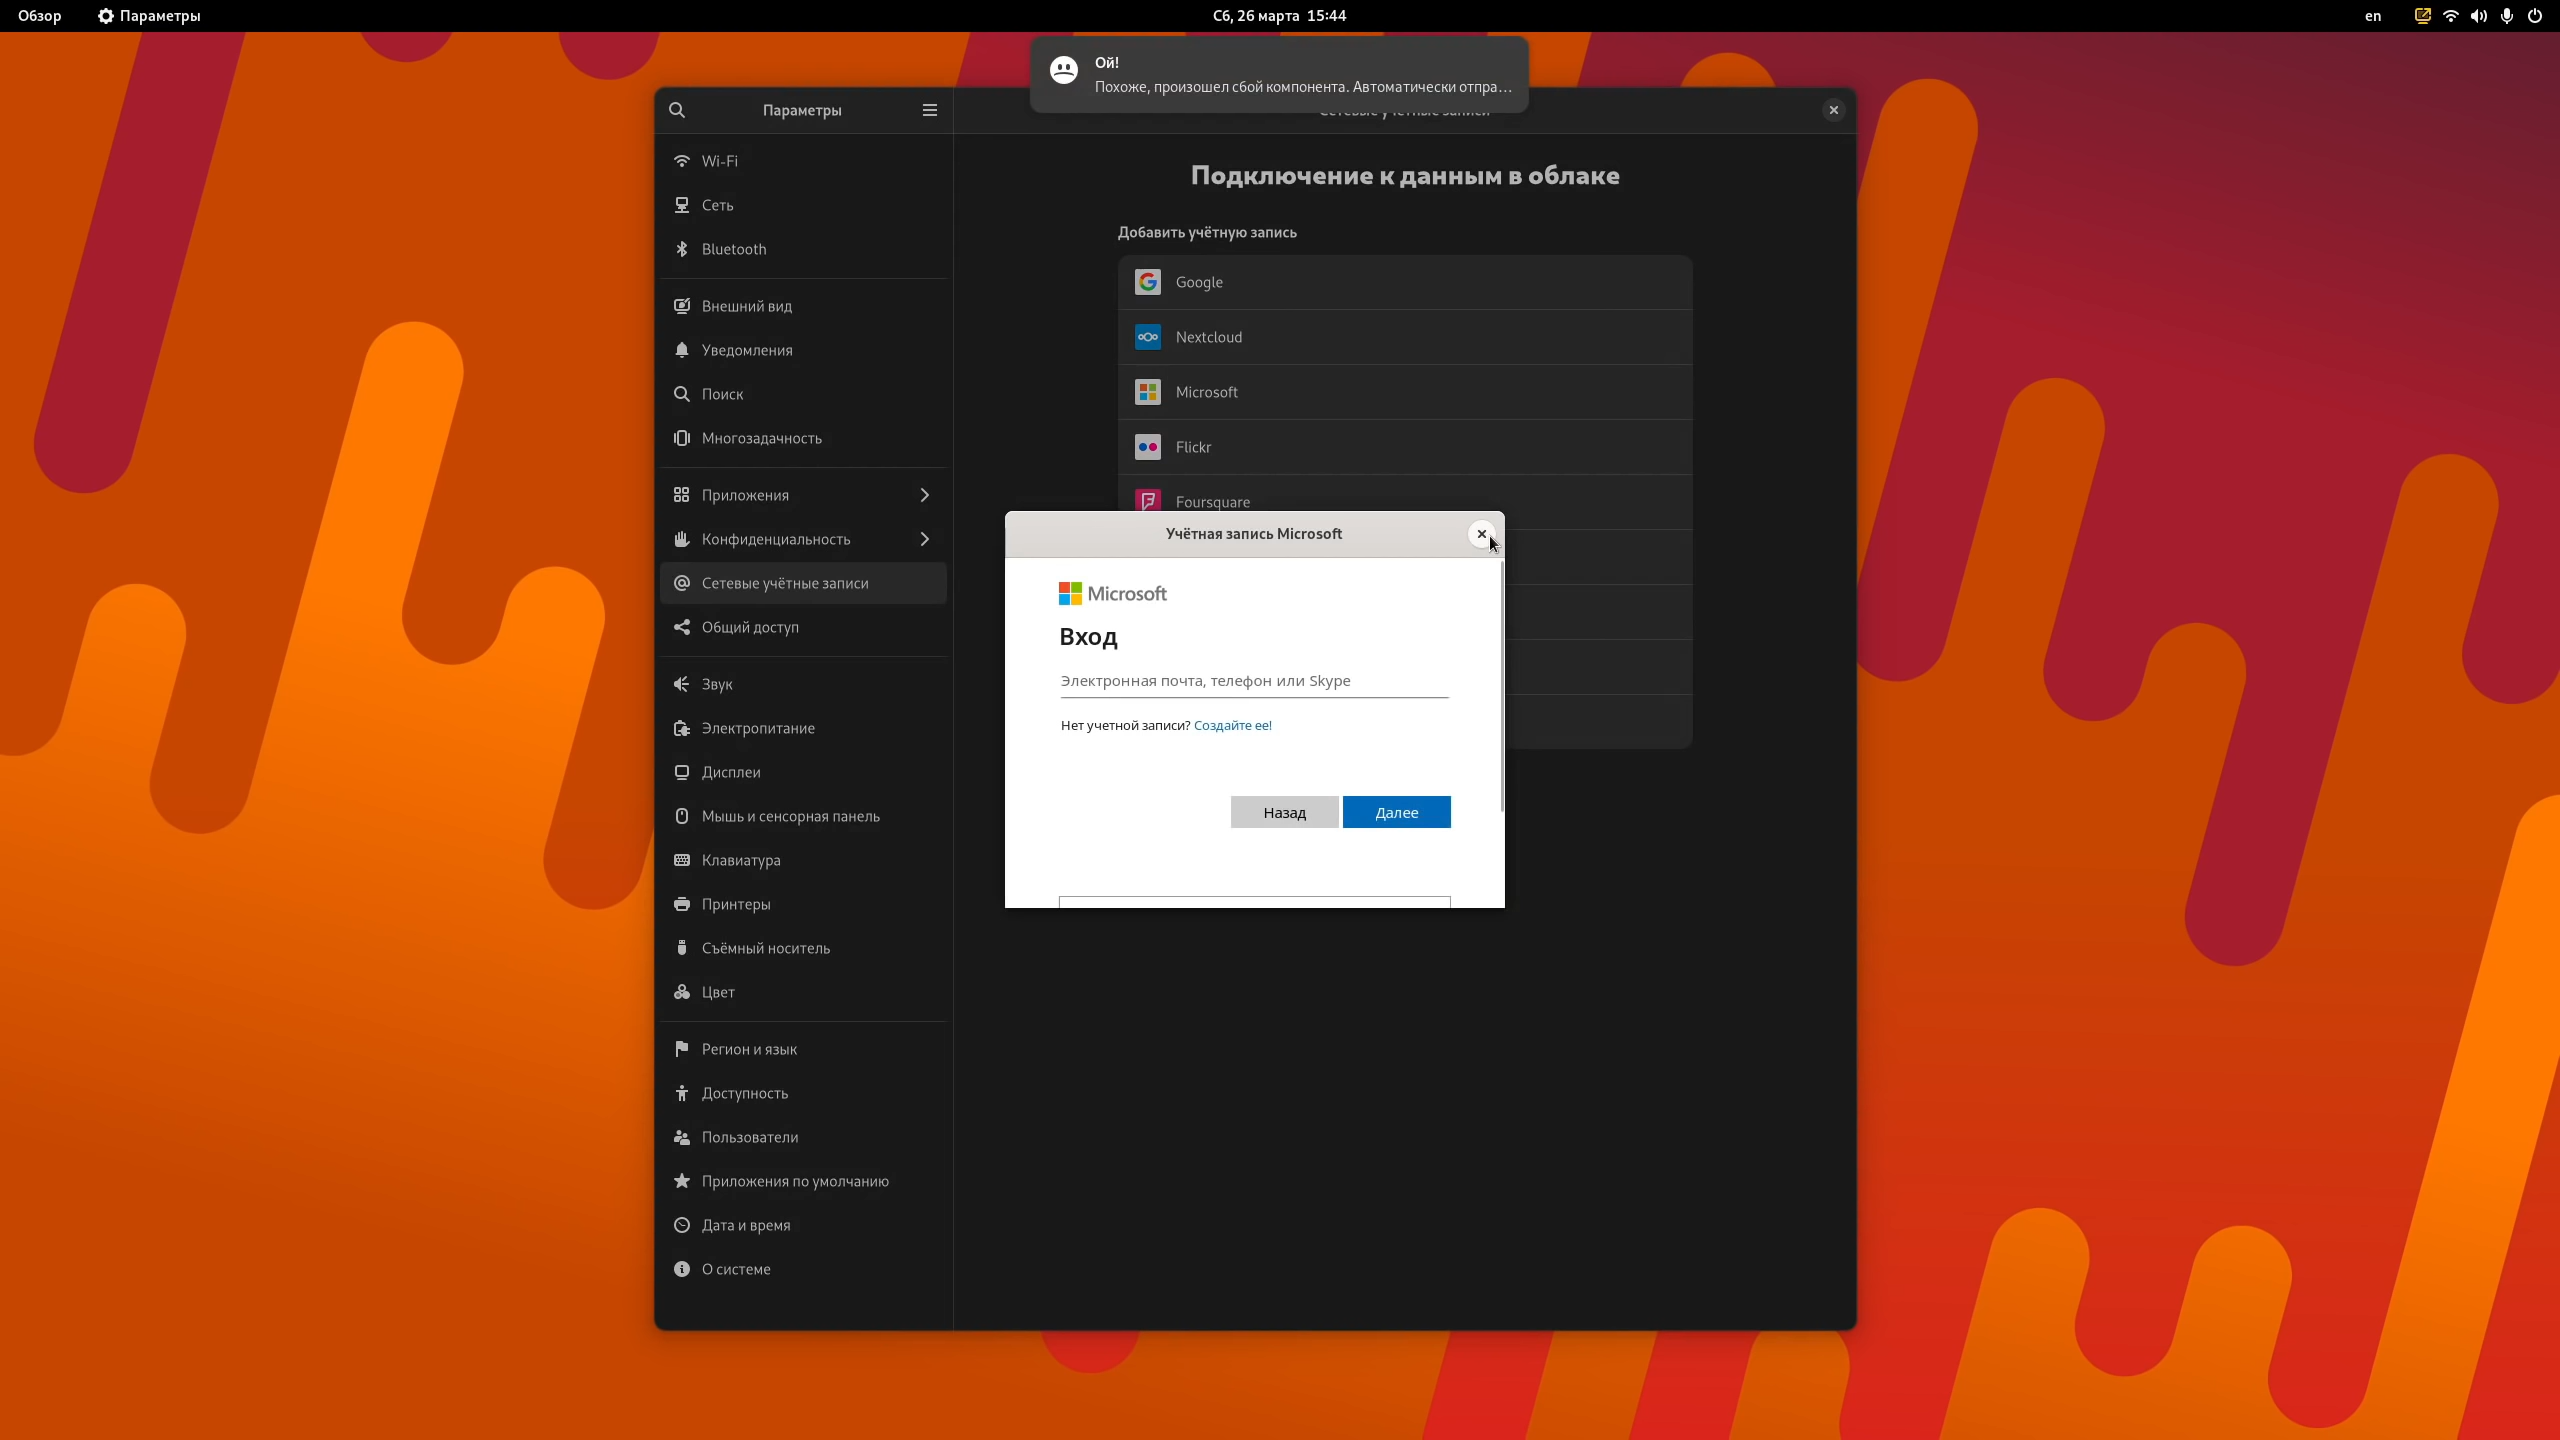 Обзор
Параметры
Сб, 26 марта 15:44
en
Ой!
Похоже, произошел сбой компонента. Автоматически отпра…
Параметры
Сетевые учётные записи
Wi-Fi
Сеть
Bluetooth
Внешний вид
Уведомления
Поиск
Многозадачность
Приложения
Конфиденциальность
Сетевые учётные записи
Общий доступ
Звук
Электропитание
Дисплеи
Мышь и сенсорная панель
Клавиатура
Принтеры
Съёмный носитель
Цвет
Регион и язык
Доступность
Пользователи
Приложения по умолчанию
Дата и время
О системе
Подключение к данным в облаке
Добавить учётную запись
Google
Nextcloud
Microsoft
Flickr
Foursquare
Учётная запись Microsoft
Microsoft
Вход
Электронная почта, телефон или Skype
Нет учетной записи? Создайте ее!
Назад
Далее